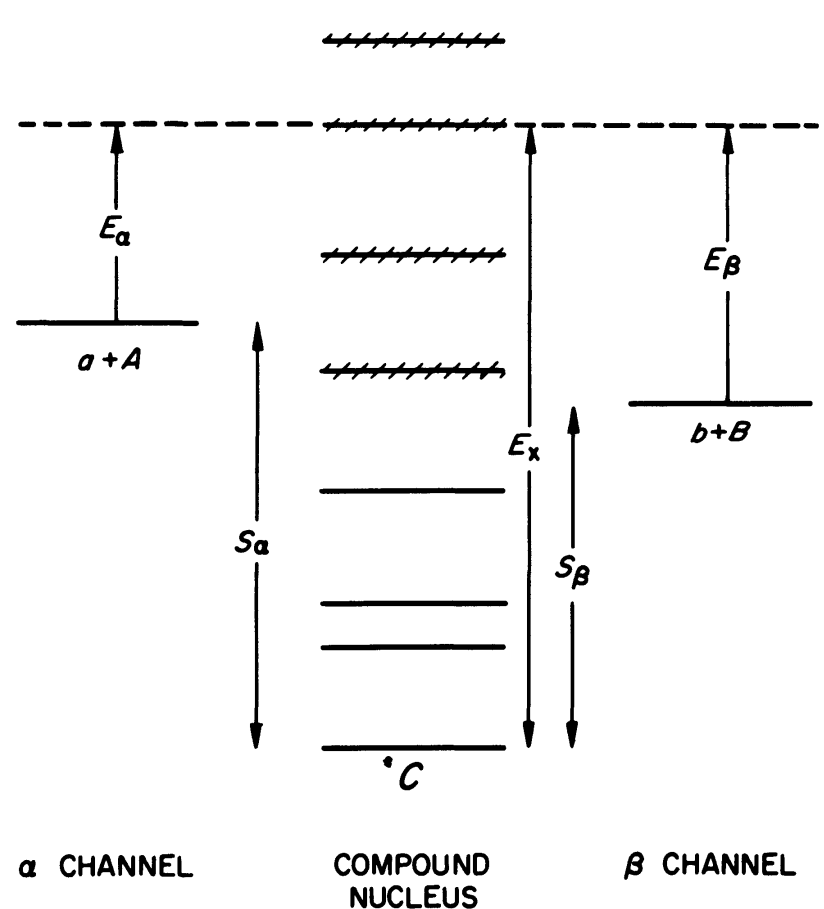 Eα
a + A
Sα
Ex
Eβ
b+B
Sβ
C
α CHANNEL
COMPOUND
NUCLEUS
β CHANNEL